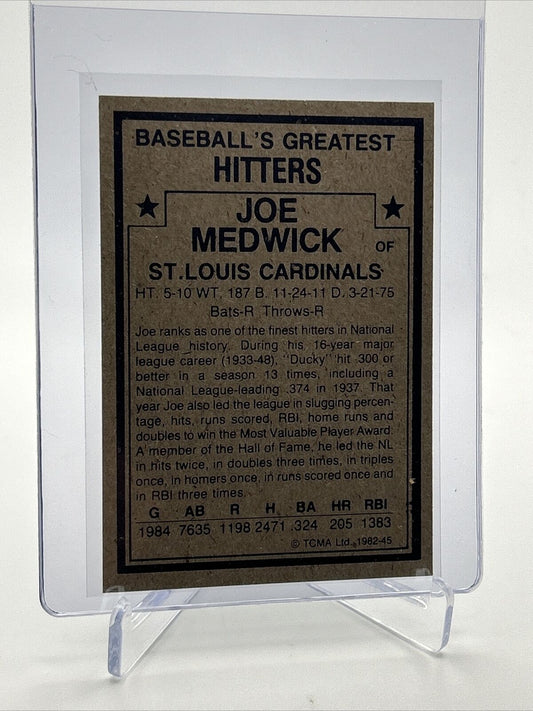 BASEBALL'S GREATEST
HITTERS
JOE
MEDWICK OF
ST. LOUIS CARDINALS
HT. 5-10 WT. 187 B. 11-24-11 D. 3-21-75
Bats-R Throws-R
Joe ranks as one of the finest hitters in National
League history. During his 16-year major
league career (1933-48), "Ducky" hit .300 or
better in a season 13 times, including a
National League-leading .374 in 1937. That
year Joe also led the league in slugging percen-
tage, hits, runs scored, RBI, home runs and
doubles to win the Most Valuable Player Award.
A member of the Hall of Fame, he led the NL
in hits twice, in doubles three times, in triples
once, in homers once, in runs scored once and
in RBI three times.
G AB R H BA HR RBI
1984 7635 1198 2471 .324 205 1383
© TCMA Ltd. 1982-45